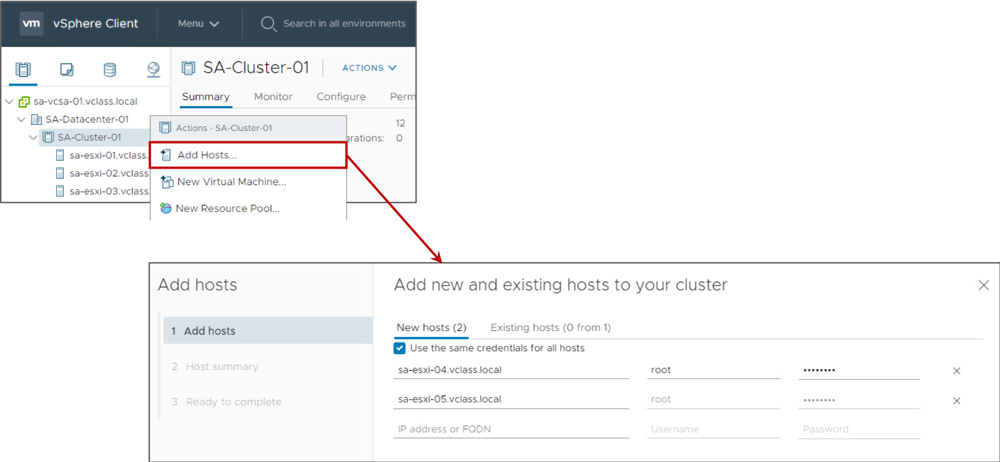 vm vSphere Client Menu Search in all environments
SA-Cluster-01 ACTIONS
Summary Monitor Configure Perm
sa-vcsa-01.vclass.local
SA-Datacenter-01
SA-Cluster-01
sa-esxi-01.vclass.
sa-esxi-02.vclass.
sa-esxi-03.vclass.
12
grations: 0
Actions - SA-Cluster-01
Add Hosts...
New Virtual Machine...
New Resource Pool...
Add hosts
1 Add hosts
2 Host summary
3 Ready to complete
Add new and existing hosts to your cluster
New hosts (2) Existing hosts (0 from 1)
Use the same credentials for all hosts
sa-esxi-04.vclass.local root ••••••••
sa-esxi-05.vclass.local root ••••••••
IP address or FQDN Username Password